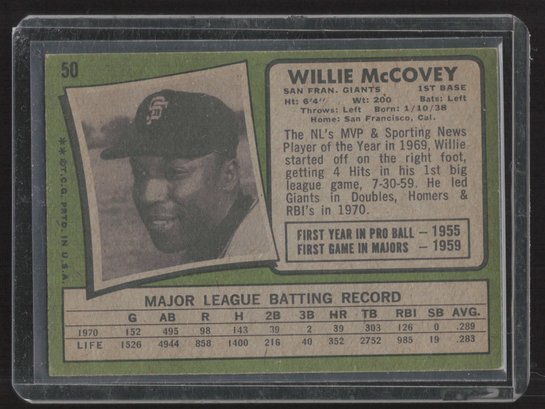 50
WILLIE McCOVEY
SAN FRAN. GIANTS 1ST BASE
Ht: 6'4" Wt: 200 Bats: Left
Throws: Left Born: 1/10/38
Home: San Francisco, Cal.
The NL's MVP & Sporting News
Player of the Year in 1969, Willie
started off on the right foot,
getting 4 Hits in his 1st big
league game, 7-30-59. He led
Giants in Doubles, Homers &
RBI's in 1970.
FIRST YEAR IN PRO BALL — 1955
FIRST GAME IN MAJORS — 1959
SF
** ©T.C.G. PRTD. IN U.S.A.
MAJOR LEAGUE BATTING RECORD
G AB R H 2B 3B HR TB RBI SB AVG.
1970 152 495 98 143 39 2 39 303 126 0 .289
LIFE 1526 4944 858 1400 216 40 352 2752 985 19 .283